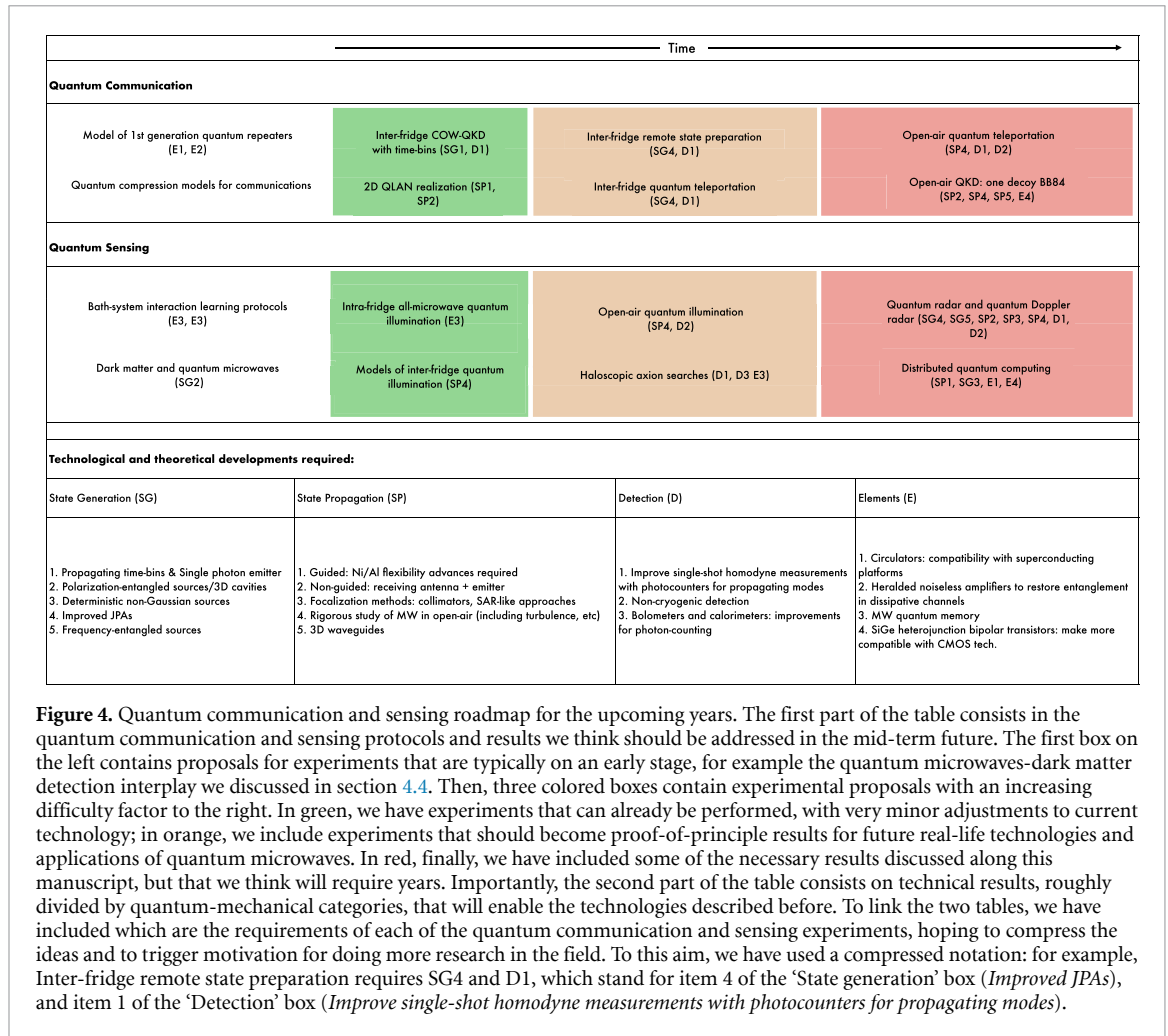 Time
Quantum Communication
Model of 1st generation quantum repeaters
(E1, E2)
Quantum compression models for communications
Inter-fridge COW-QKD
with time-bins (SG1, D1)
2D QLAN realization (SP1,
SP2)
Inter-fridge remote state preparation
(SG4, D1)
Inter-fridge quantum teleportation
(SG4, D1)
Open-air quantum teleportation
(SP4, D1, D2)
Open-air QKD: one decoy BB84
(SP2, SP4, SP5, E4)
Quantum Sensing
Bath-system interaction learning protocols
(E3, E3)
Dark matter and quantum microwaves
(SG2)
Intra-fridge all-microwave quantum
illumination (E3)
Models of inter-fridge quantum
illumination (SP4)
Open-air quantum illumination
(SP4, D2)
Haloscopic axion searches (D1, D3 E3)
Quantum radar and quantum Doppler
radar (SG4, SG5, SP2, SP3, SP4, D1,
D2)
Distributed quantum computing
(SP1, SG3, E1, E4)
Technological and theoretical developments required:
State Generation (SG)
State Propagation (SP)
Detection (D)
Elements (E)
1. Propagating time-bins & Single photon emitter
2. Polarization-entangled sources/3D cavities
3. Deterministic non-Gaussian sources
4. Improved JPAs
5. Frequency-entangled sources
1. Guided: Ni/Al flexibility advances required
2. Non-guided: receiving antenna + emitter
3. Focalization methods: collimators, SAR-like approaches
4. Rigorous study of MW in open-air (including turbulence, etc)
5. 3D waveguides
1. Improve single-shot homodyne measurements
with photocounters for propagating modes
2. Non-cryogenic detection
3. Bolometers and calorimeters: improvements
for photon-counting
1. Circulators: compatibility with superconducting
platforms
2. Heralded noiseless amplifiers to restore entanglement
in dissipative channels
3. MW quantum memory
4. SiGe heterojunction bipolar transistors: make more
compatible with CMOS tech.
Figure 4. Quantum communication and sensing roadmap for the upcoming years. The first part of the table consists in the
quantum communication and sensing protocols and results we think should be addressed in the mid-term future. The first box on
the left contains proposals for experiments that are typically on an early stage, for example the quantum microwaves-dark matter
detection interplay we discussed in section 4.4. Then, three colored boxes contain experimental proposals with an increasing
difficulty factor to the right. In green, we have experiments that can already be performed, with very minor adjustments to current
technology; in orange, we include experiments that should become proof-of-principle results for future real-life technologies and
applications of quantum microwaves. In red, finally, we have included some of the necessary results discussed along this
manuscript, but that we think will require years. Importantly, the second part of the table consists on technical results, roughly
divided by quantum-mechanical categories, that will enable the technologies described before. To link the two tables, we have
included which are the requirements of each of the quantum communication and sensing experiments, hoping to compress the
ideas and to trigger motivation for doing more research in the field. To this aim, we have used a compressed notation: for example,
Inter-fridge remote state preparation requires SG4 and D1, which stand for item 4 of the ‘State generation’ box (Improved JPAs),
and item 1 of the ‘Detection’ box (Improve single-shot homodyne measurements with photocounters for propagating modes).